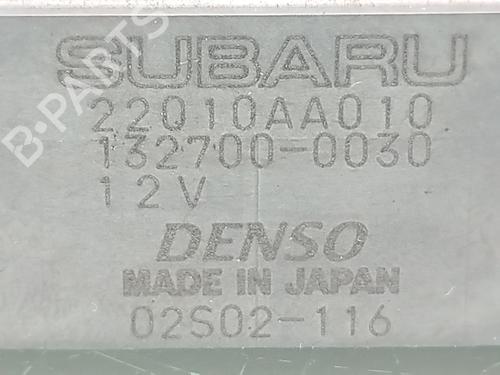 SUBARU
22010AA010
132700-0030
12V
DENSO
MADE IN JAPAN
02S02-116
B-PARTS